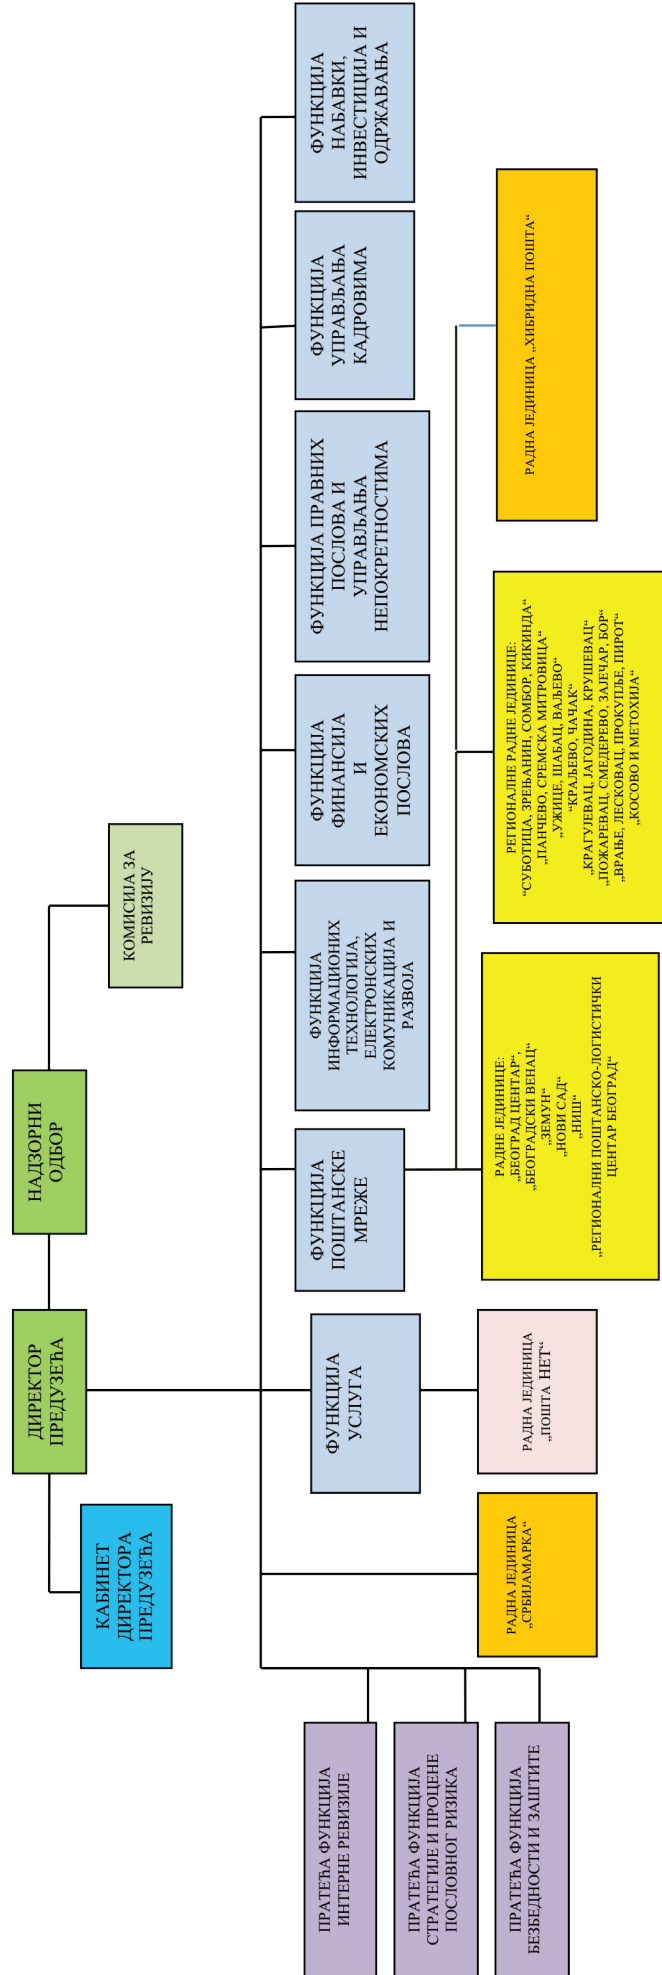 НАДЗОРНИ
ОДБОР
КОМИСИЈА ЗА
РЕВИЗИЈУ
ДИРЕКТОР
ПРЕДУЗЕЋА
КАБИНЕТ
ДИРЕКТОРА
ПРЕДУЗЕЋА
ПРАТЕЋА ФУНКЦИЈА
ИНТЕРНЕ РЕВИЗИЈЕ
ПРАТЕЋА ФУНКЦИЈА
СТРАТЕГИЈЕ И ПРОЦЕНЕ
ПОСЛОВНОГ РИЗИКА
ПРАТЕЋА ФУНКЦИЈА
БЕЗБЕДНОСТИ И ЗАШТИТЕ
ФУНКЦИЈА
УСЛУГА
ФУНКЦИЈА
ПОШТАНСКЕ
МРЕЖЕ
ФУНКЦИЈА
ИНФОРМАЦИОНИХ
ТЕХНОЛОГИЈА,
ЕЛЕКТРОНСКИХ
КОМУНИКАЦИЈА И
РАЗВОЈА
ФУНКЦИЈА
ФИНАНСИЈА
И
ЕКОНОМСКИХ
ПОСЛОВА
ФУНКЦИЈА ПРАВНИХ
ПОСЛОВА И
УПРАВЉАЊА
НЕПОКРЕТНОСТИМА
ФУНКЦИЈА
УПРАВЉАЊА
КАДРОВИМА
ФУНКЦИЈА
НАБАВКИ,
ИНВЕСТИЦИЈА И
ОДРЖАВАЊА
РАДНА ЈЕДИНИЦА
„СРБИЈАМАРКА“
РАДНА ЈЕДИНИЦА
„ПОШТА НЕТ“
РАДНЕ ЈЕДИНИЦЕ:
„БЕОГРАД ЦЕНТАР“,
„БЕОГРАДСКИ ВЕНАЦ“
„ЗЕМУН“
„НОВИ САД“
„НИШ“
„РЕГИОНАЛНИ ПОШТАНСКО-ЛОГИСТИЧКИ
ЦЕНТАР БЕОГРАД“
РЕГИОНАЛНЕ РАДНЕ ЈЕДИНИЦЕ:
“СУБОТИЦА, ЗРЕЊАНИН, СОМБОР, КИКИНДА“
„ПАНЧЕВО, СРЕМСКА МИТРОВИЦА“
„УЖИЦЕ, ШАБАЦ, ВАЉЕВО“
“КРАЉЕВО, ЧАЧАК“
„КРАГУЈЕВАЦ, ЈАГОДИНА, КРУШЕВАЦ“
„ПОЖАРЕВАЦ, СМЕДЕРЕВО, ЗАЈЕЧАР, БОР“
„ВРАЊЕ, ЛЕСКОВАЦ, ПРОКУПЉЕ, ПИРОТ“
„КОСОВО И МЕТОХИЈА“
РАДНА ЈЕДИНИЦА „ХИБРИДНА ПОШТА“